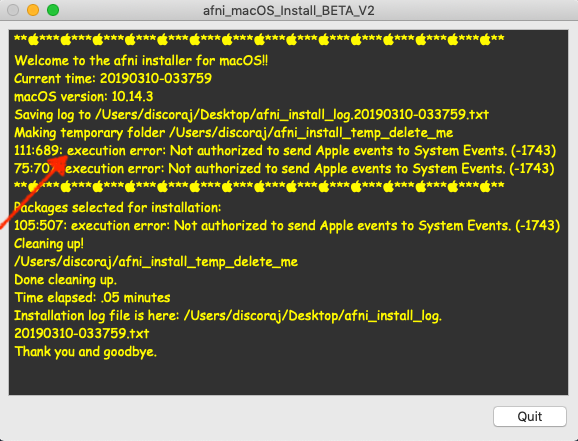 afni_macOS_Install_BETA_V2
**🍎***🍎***🍎***🍎***🍎***🍎***🍎***🍎***🍎***🍎***🍎***🍎**
Welcome to the afni installer for macOS!!
Current time: 20190310-033759
macOS version: 10.14.3
Saving log to /Users/discoraj/Desktop/afni_install_log.20190310-033759.txt
Making temporary folder /Users/discoraj/afni_install_temp_delete_me
111:689: execution error: Not authorized to send Apple events to System Events. (-1743)
75:70 execution error: Not authorized to send Apple events to System Events. (-1743)
**🍎***🍎***🍎***🍎***🍎***🍎***🍎***🍎***🍎***🍎***🍎***🍎**
Packages selected for installation:
105:507: execution error: Not authorized to send Apple events to System Events. (-1743)
Cleaning up!
/Users/discoraj/afni_install_temp_delete_me
Done cleaning up.
Time elapsed: .05 minutes
Installation log file is here: /Users/discoraj/Desktop/afni_install_log.
20190310-033759.txt
Thank you and goodbye.
Quit